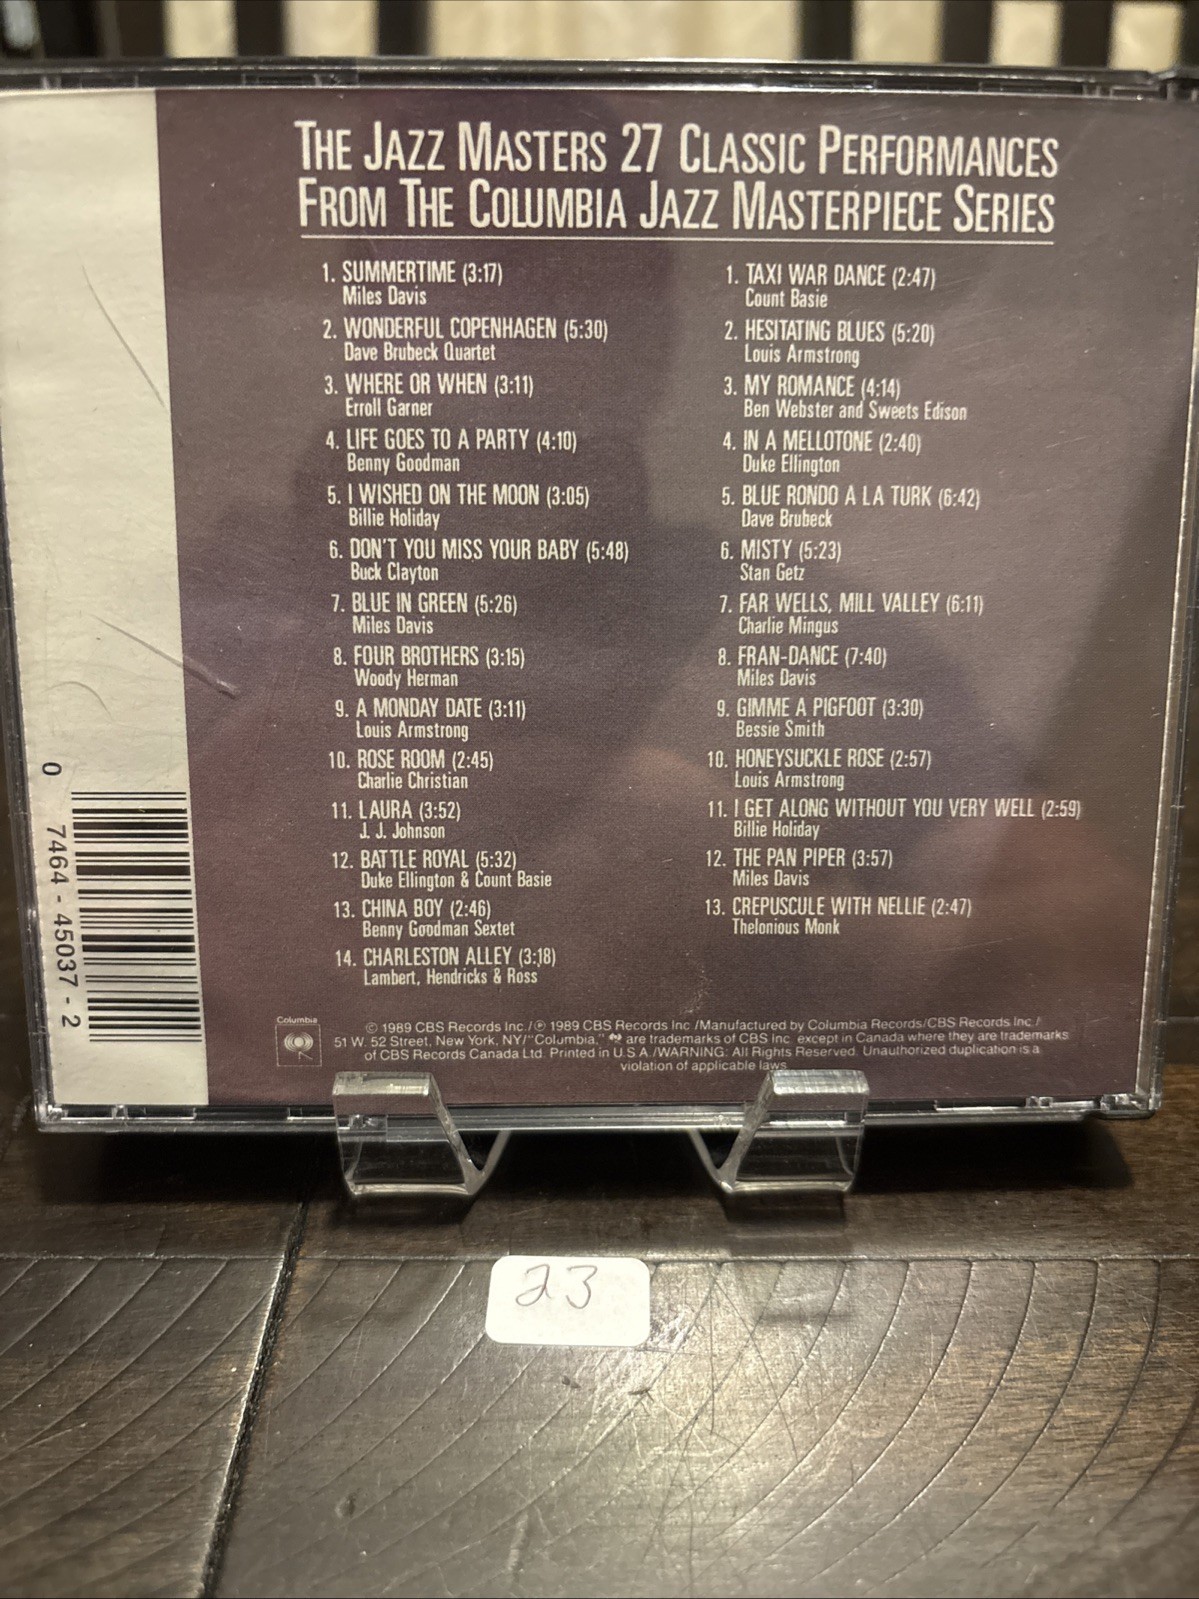 THE JAZZ MASTERS 27 CLASSIC PERFORMANCES
FROM THE COLUMBIA JAZZ MASTERPIECE SERIES
1. SUMMERTIME (3:17)
Miles Davis
2. WONDERFUL COPENHAGEN (5:30)
Dave Brubeck Quartet
3. WHERE OR WHEN (3:11)
Erroll Garner
4. LIFE GOES TO A PARTY (4:10)
Benny Goodman
5. I WISHED ON THE MOON (3:05)
Billie Holiday
6. DON'T YOU MISS YOUR BABY (5:48)
Buck Clayton
7. BLUE IN GREEN (5:26)
Miles Davis
8. FOUR BROTHERS (3:15)
Woody Herman
9. A MONDAY DATE (3:11)
Louis Armstrong
10. ROSE ROOM (2:45)
Charlie Christian
11. LAURA (3:52)
J. J. Johnson
12. BATTLE ROYAL (5:32)
Duke Ellington & Count Basie
13. CHINA BOY (2:46)
Benny Goodman Sextet
14. CHARLESTON ALLEY (3:18)
Lambert, Hendricks & Ross
1. TAXI WAR DANCE (2:47)
Count Basie
2. HESITATING BLUES (5:20)
Louis Armstrong
3. MY ROMANCE (4:14)
Ben Webster and Sweets Edison
4. IN A MELLOTONE (2:40)
Duke Ellington
5. BLUE RONDO A LA TURK (6:42)
Dave Brubeck
6. MISTY (5:23)
Stan Getz
7. FAR WELLS, MILL VALLEY (6:11)
Charlie Mingus
8. FRAN-DANCE (7:40)
Miles Davis
9. GIMME A PIGFOOT (3:30)
Bessie Smith
10. HONEYSUCKLE ROSE (2:57)
Louis Armstrong
11. I GET ALONG WITHOUT YOU VERY WELL (2:59)
Billie Holiday
12. THE PAN PIPER (3:57)
Miles Davis
13. CREPUSCULE WITH NELLIE (2:47)
Thelonious Monk
0 7464-45037-2
Columbia
© 1989 CBS Records Inc./℗ 1989 CBS Records Inc./Manufactured by Columbia Records/CBS Records Inc./
51 W. 52 Street, New York, NY/"Columbia," are trademarks of CBS Inc. except in Canada where they are trademarks
of CBS Records Canada Ltd. Printed in U.S.A./WARNING: All Rights Reserved. Unauthorized duplication is a
violation of applicable laws.
23